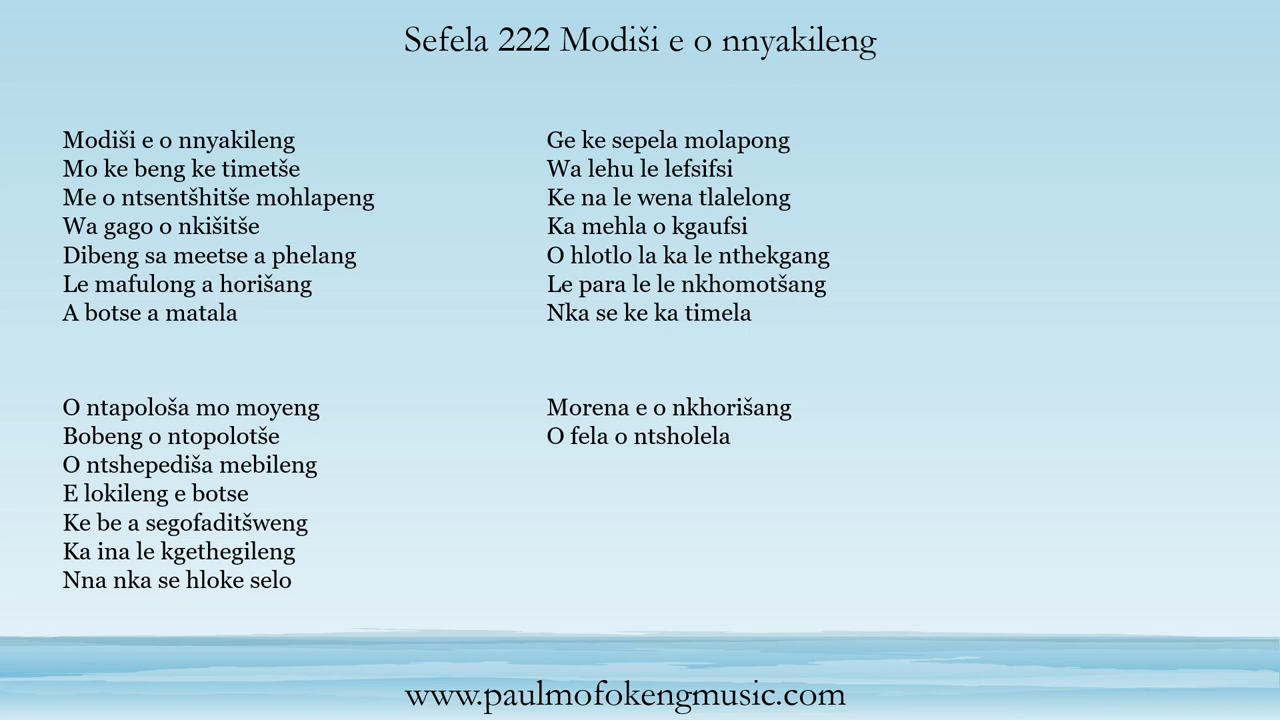 Sefela 222 Modiši e o nnyakileng
Modiši e o nnyakileng
Mo ke beng ke timetše
Me o ntsentšhitše mohlapeng
Wa gago o nkišitše
Dibeng sa meetse a phelang
Le mafulong a horišang
A botse a matala
O ntapološa mo moyeng
Bobeng o ntopolotše
O ntshepediša mebileng
E lokileng e botse
Ke be a segofaditšweng
Ka ina le kgethegileng
Nna nka se hloke selo
Ge ke sepela molapong
Wa lehu le lefsifsi
Ke na le wena tlalelong
Ka mehla o kgaufsi
O hlotlo la ka le nthekgang
Le para le le nkhomotšang
Nka se ke ka timela
Morena e o nkhorišang
O fela o ntsholela
www.paulmofokengmusic.com